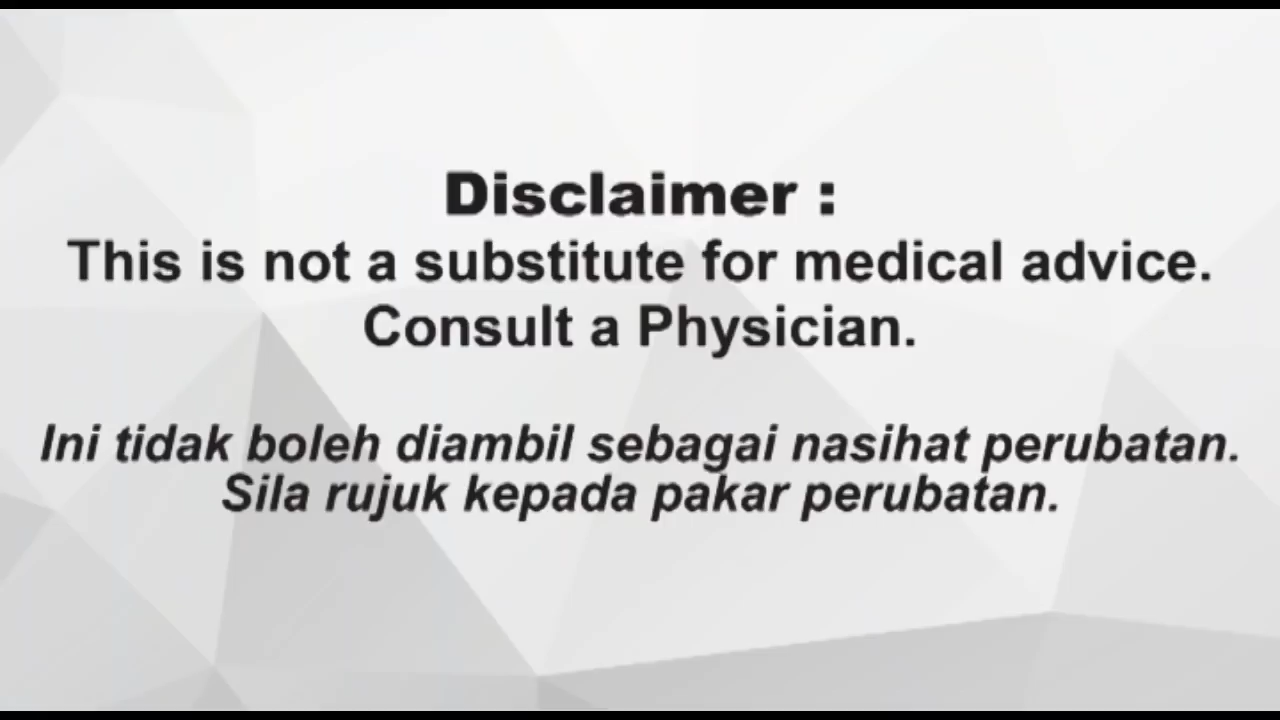 Disclaimer :
This is not a substitute for medical advice.
Consult a Physician.
Ini tidak boleh diambil sebagai nasihat perubatan.
Sila rujuk kepada pakar perubatan.